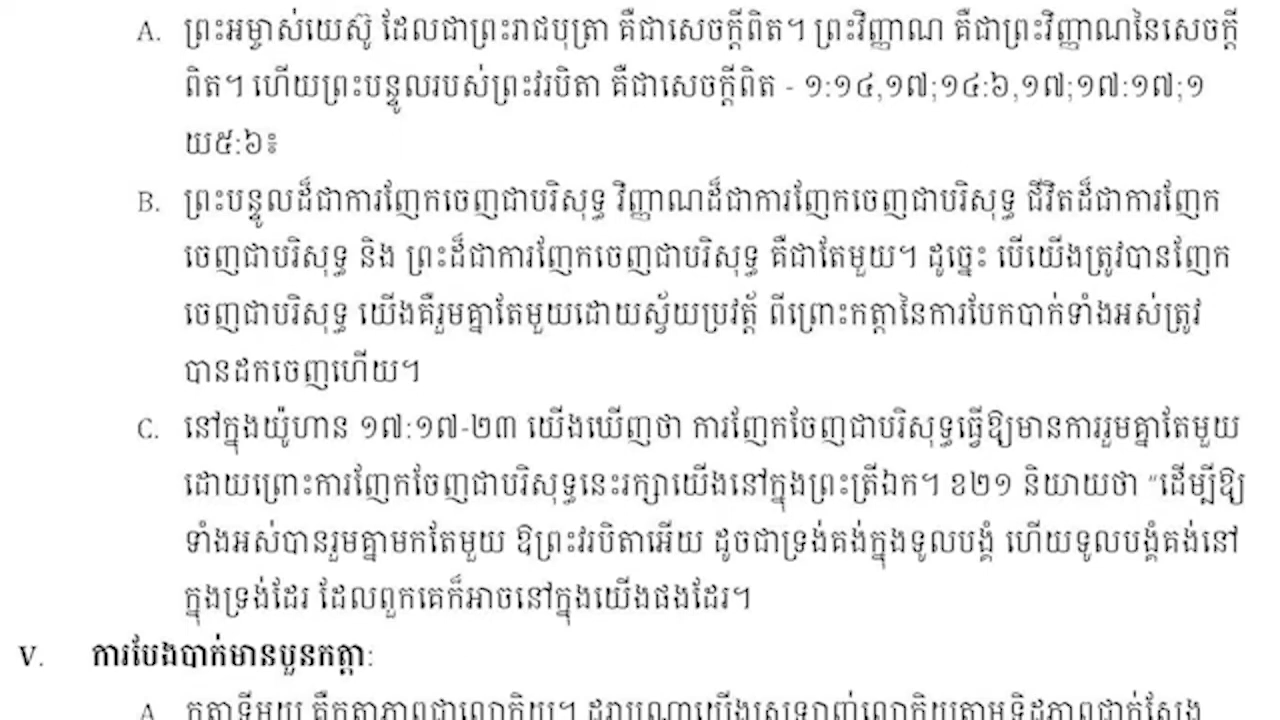 A. ព្រះអម្ចាស់យេស៊ូ ដែលជាព្រះរាជបុត្រា គឺជាសេចក្ដីពិត។ ព្រះវិញ្ញាណ គឺជាព្រះវិញ្ញាណនៃសេចក្ដី
ពិត។ ហើយព្រះបន្ទូលរបស់ព្រះវរបិតា គឺជាសេចក្ដីពិត - ១:១៤,១៧;១៤:៦,១៧;១៧:១៧;១
យ៥:៦៖
B. ព្រះបន្ទូលដ៏ជាការញែកចេញជាបរិសុទ្ធ វិញ្ញាណដ៏ជាការញែកចេញជាបរិសុទ្ធ ជីវិតដ៏ជាការញែក
ចេញជាបរិសុទ្ធ និង ព្រះដ៏ជាការញែកចេញជាបរិសុទ្ធ គឺជាតែមួយ។ ដូច្នេះ បើយើងត្រូវបានញែក
ចេញជាបរិសុទ្ធ យើងគឺរួមគ្នាតែមួយដោយស្វ័យប្រវត្តិ៍ ពីព្រោះកត្តានៃការបែកបាក់ទាំងអស់ត្រូវ
បានដកចេញហើយ។
C. នៅក្នុងយ៉ូហាន ១៧:១៧-២៣ យើងឃើញថា ការញែកចែញជាបរិសុទ្ធធ្វើឱ្យមានការរួមគ្នាតែមួយ
ដោយព្រោះការញែកចែញជាបរិសុទ្ធនេះរក្សាយើងនៅក្នុងព្រះត្រីឯក។ ខ២១ និយាយថា “ដើម្បីឱ្យ
ទាំងអស់បានរួមគ្នាមកតែមួយ ឱព្រះវរបិតាអើយ ដូចជាទ្រង់គង់ក្នុងទូលបង្គំ ហើយទូលបង្គំគង់នៅ
ក្នុងទ្រង់ដែរ ដែលពួកគេក៏អាចនៅក្នុងយើងផងដែរ។
V. ការបែងបាក់មានបួនកត្តា:
A កត្តាទីមួយ គឺកត្តាភាពជាលោកិយ។